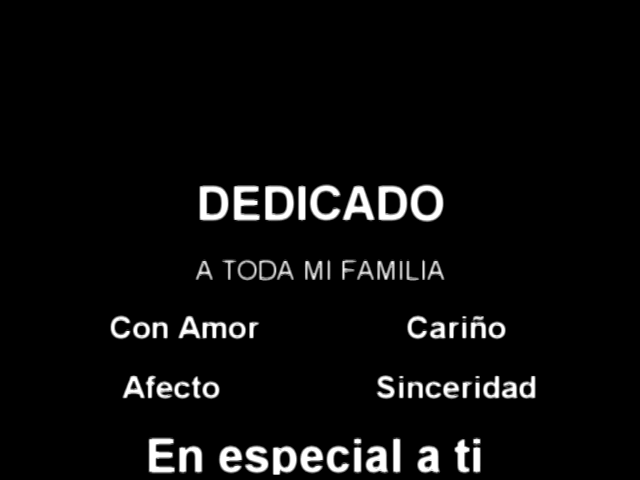 DEDICADO
A TODA MI FAMILIA
Con Amor Cariño
Afecto Sinceridad
En especial a ti